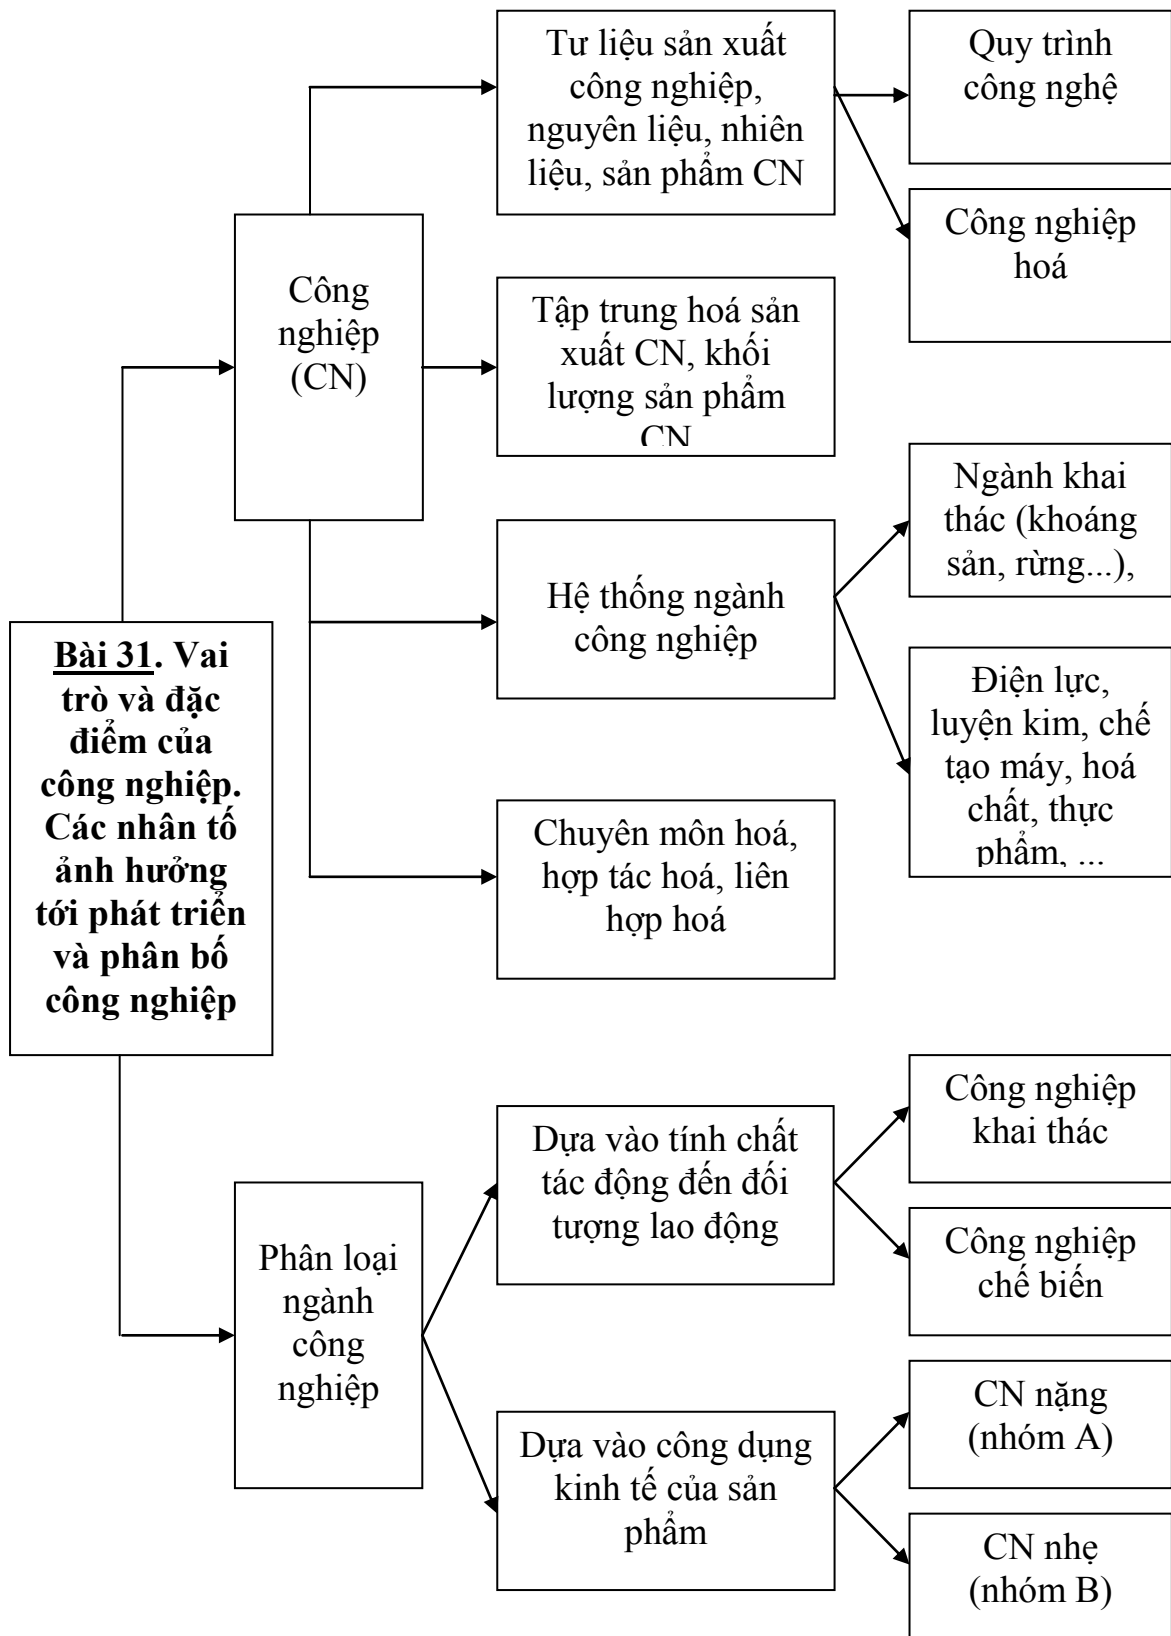 Tư liệu sản xuất
công nghiệp,
nguyên liệu, nhiên
liệu, sản phẩm CN
Quy trình
công nghệ
Công nghiệp
hoá
Công
nghiệp
(CN)
Tập trung hoá sản
xuất CN, khối
lượng sản phẩm
CN
Ngành khai
thác (khoáng
sản, rừng...),
Hệ thống ngành
công nghiệp
Điện lực,
luyện kim, chế
tạo máy, hoá
chất, thực
phẩm, ...
Chuyên môn hoá,
hợp tác hoá, liên
hợp hoá
Bài 31. Vai
trò và đặc
điểm của
công nghiệp.
Các nhân tố
ảnh hưởng
tới phát triển
và phân bố
công nghiệp
Phân loại
ngành
công
nghiệp
Dựa vào tính chất
tác động đến đối
tượng lao động
Công nghiệp
khai thác
Công nghiệp
chế biến
Dựa vào công dụng
kinh tế của sản
phẩm
CN nặng
(nhóm A)
CN nhẹ
(nhóm B)